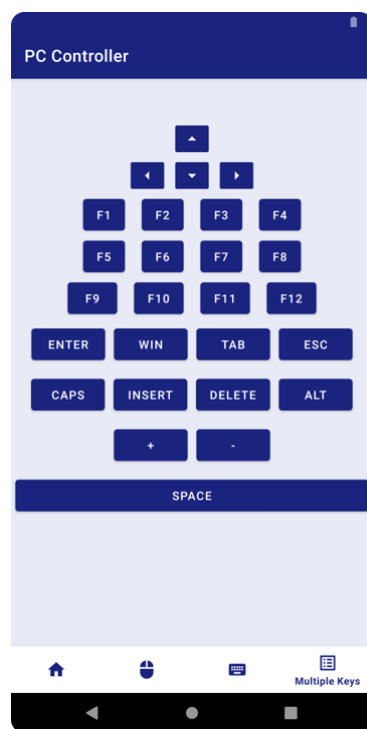 PC Controller
F1 F2 F3 F4
F5 F6 F7 F8
F9 F10 F11 F12
ENTER WIN TAB ESC
CAPS INSERT DELETE ALT
+ -
SPACE
Multiple Keys